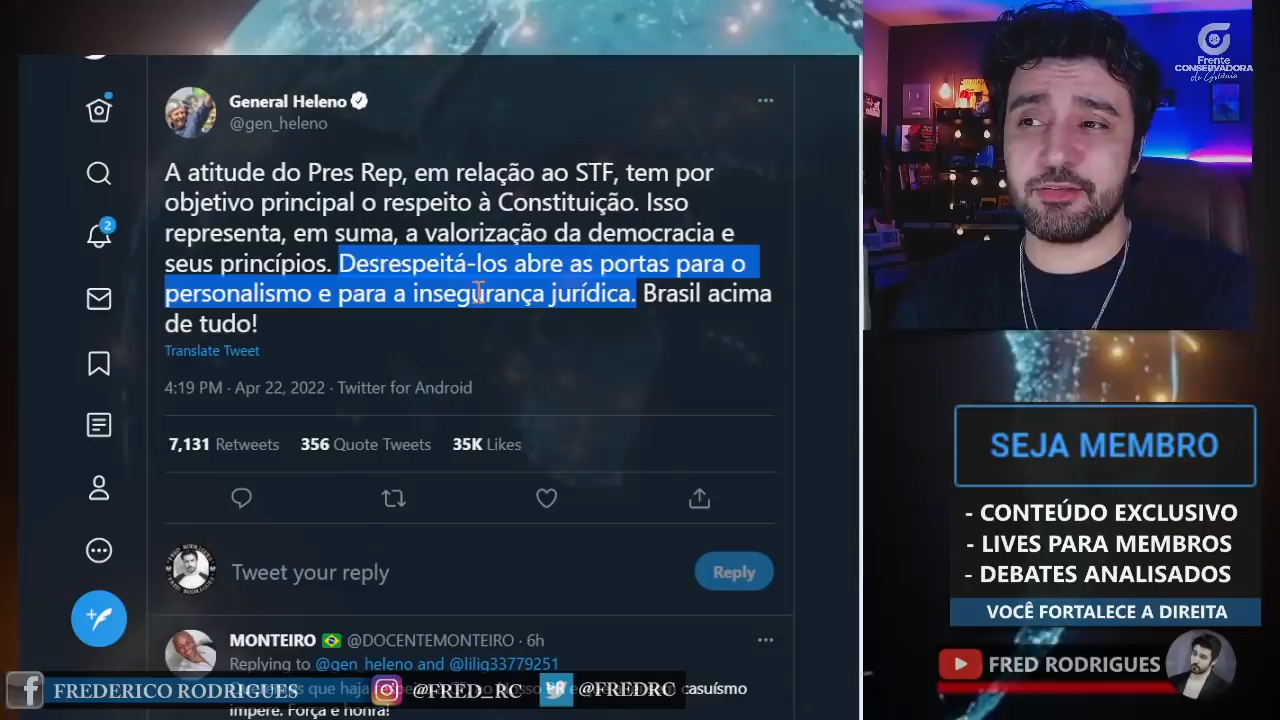 General Heleno
@gen_heleno
A atitude do Pres Rep, em relação ao STF, tem por
objetivo principal o respeito à Constituição. Isso
representa, em suma, a valorização da democracia e
seus princípios. Desrespeitá-los abre as portas para o
personalismo e para a insegurança jurídica. Brasil acima
de tudo!
Translate Tweet
4:19 PM · Apr 22, 2022 · Twitter for Android
7,131 Retweets 356 Quote Tweets 35K Likes
Tweet your reply
Reply
MONTEIRO @DOCENTEMONTEIRO · 6h
Replying to @gen_heleno and @lilig33779251
que haja casuísmo
impere. Força e honra!
2
FREDERICO RODRIGUES @FRED_RC @FREDRC
Frente
CONSERVADORA
de Goiânia
SEJA MEMBRO
- CONTEÚDO EXCLUSIVO
- LIVES PARA MEMBROS
- DEBATES ANALISADOS
VOCÊ FORTALECE A DIREITA
FRED RODRIGUES